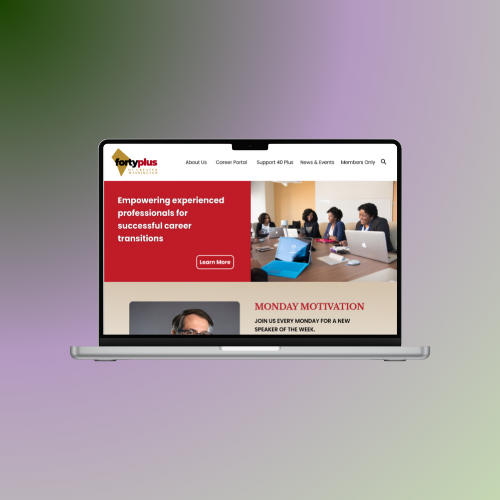 fortyplus
OF GREATER
WASHINGTON
About Us Career Portal Support 40 Plus News & Events Members Only
Empowering experienced
professionals for
successful career
transitions
Learn More
MONDAY MOTIVATION
JOIN US EVERY MONDAY FOR A NEW
SPEAKER OF THE WEEK.